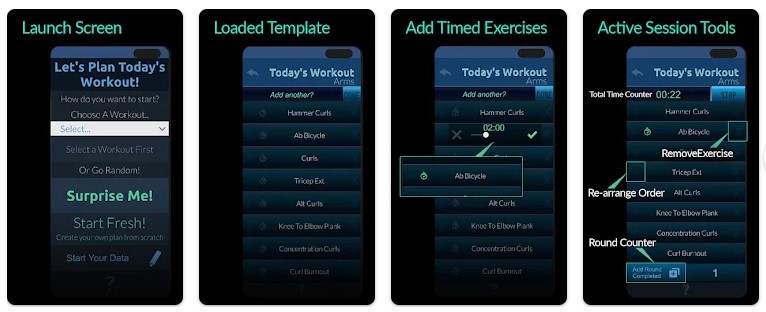 Launch Screen
Let's Plan Today's
Workout!
How do you want to start?
Choose A Workout..
Select...
Select a Workout First
Or Go Random!
Surprise Me!
Start Fresh!
Create your own plan from scratch
Start Your Data
?
Loaded Template
Today's Workout
Arms
Add another?
Hammer Curls
Ab Bicycle
Curls
Tricep Ext
Alt Curls
Knee To Elbow Plank
Concentration Curls
Curl Burnout
Add Timed Exercises
Today's Workout
Arms
Add another?
Hammer Curls
02:00
Ab Bicycle
Alt Curls
Knee To Elbow Plank
Concentration Curls
Curl Burnout
Active Session Tools
Today's Workout
Arms
Total Time Counter 00:22 STOP
Hammer Curls
Ab Bicycle
RemoveExercise
Tricep Ext
Re-arrange Order
Alt Curls
Knee To Elbow Plank
Concentration Curls
Round Counter
Curl Burnout
Add Round
Completed
1
?